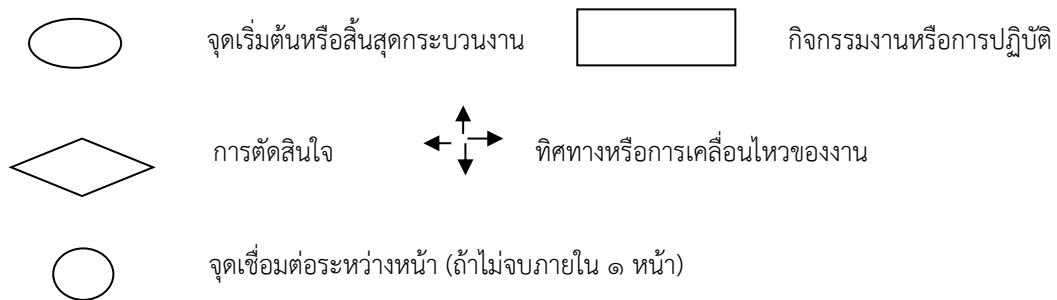 จุดเริ่มต้นหรือสิ้นสุดกระบวนงาน กิจกรรมงานหรือการปฏิบัติ
การตัดสินใจ ทิศทางหรือการเคลื่อนไหวของงาน
จุดเชื่อมต่อระหว่างหน้า (ถ้าไม่จบภายใน ๑ หน้า)